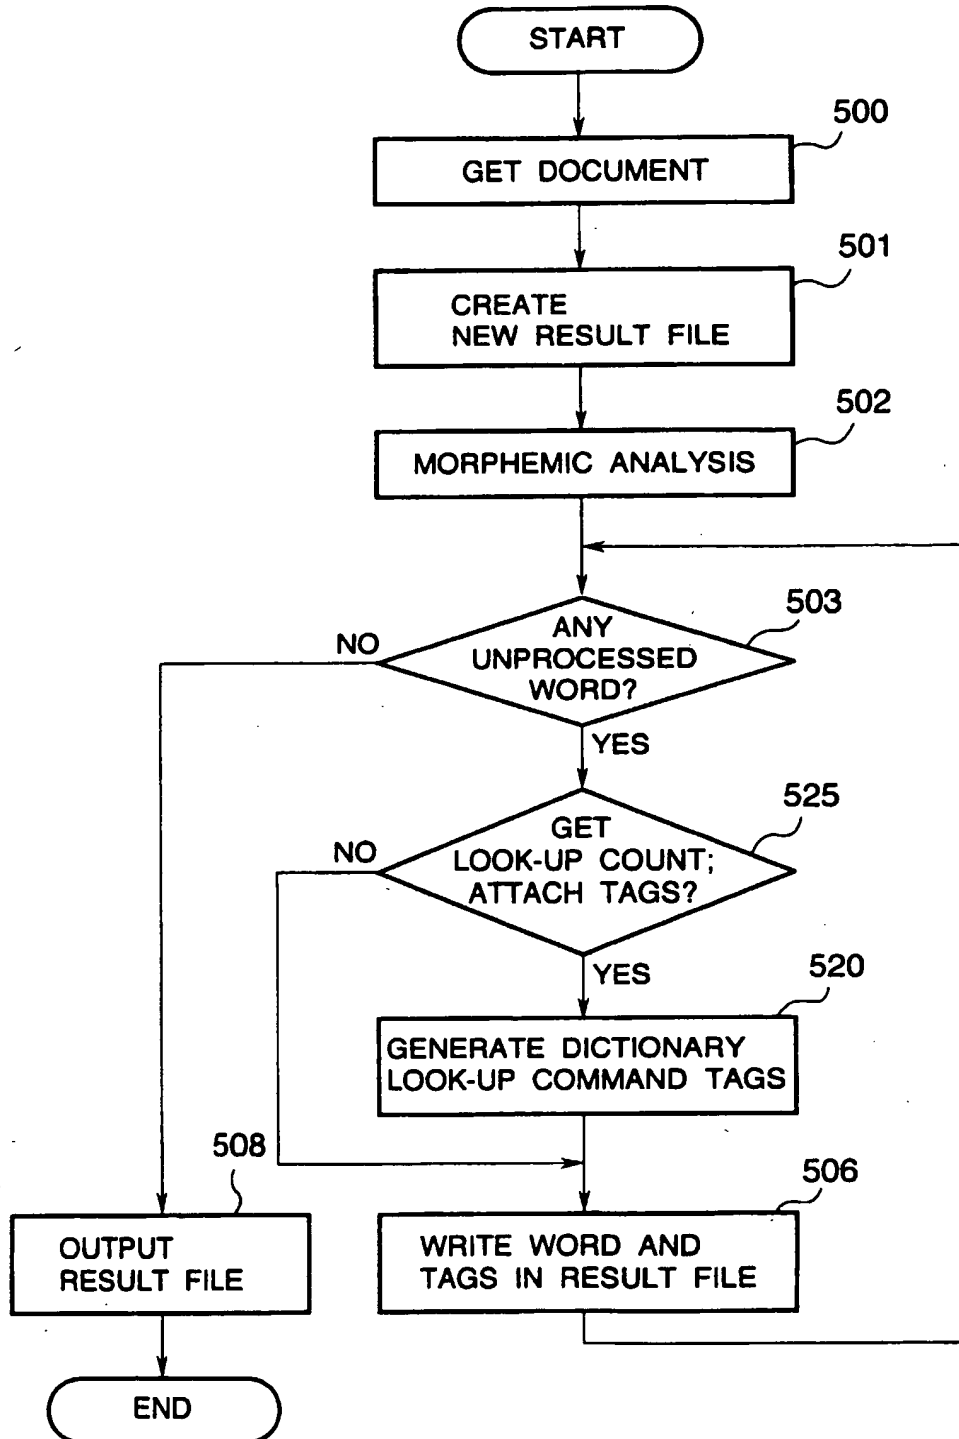 START
500
GET DOCUMENT
501
CREATE
NEW RESULT FILE
502
MORPHEMIC ANALYSIS
503
ANY
UNPROCESSED
WORD?
NO
YES
525
GET
LOOK-UP COUNT;
ATTACH TAGS?
NO
YES
520
GENERATE DICTIONARY
LOOK-UP COMMAND TAGS
508
OUTPUT
RESULT FILE
506
WRITE WORD AND
TAGS IN RESULT FILE
END